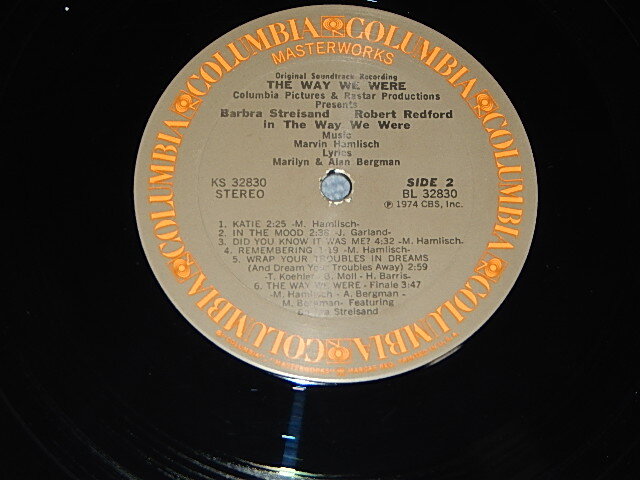 COLUMBIA COLUMBIA COLUMBIA COLUMBIA COLUMBIA COLUMBIA
MASTERWORKS
Original Soundtrack Recording
THE WAY WE WERE
Columbia Pictures & Rastar Productions
Presents
Barbra Streisand Robert Redford
in The Way We Were
Music
Marvin Hamlisch
Lyrics
Marilyn & Alan Bergman
KS 32830
STEREO
SIDE 2
BL 32830
℗ 1974 CBS, Inc.
1. KATIE 2:25 -M. Hamlisch-
2. IN THE MOOD 2:36 -J. Garland-
3. DID YOU KNOW IT WAS ME? 4:32 -M. Hamlisch-
4. REMEMBERING 1:19 -M. Hamlisch-
5. WRAP YOUR TROUBLES IN DREAMS
(And Dream Your Troubles Away) 2:59
-T. Koehler - B. Moll - H. Barris-
6. THE WAY WE WERE - Finale 3:47
-M. Hamlisch - A. Bergman -
M. Bergman- Featuring
Barbra Streisand
"MASTERWORKS" MARCAS REG.